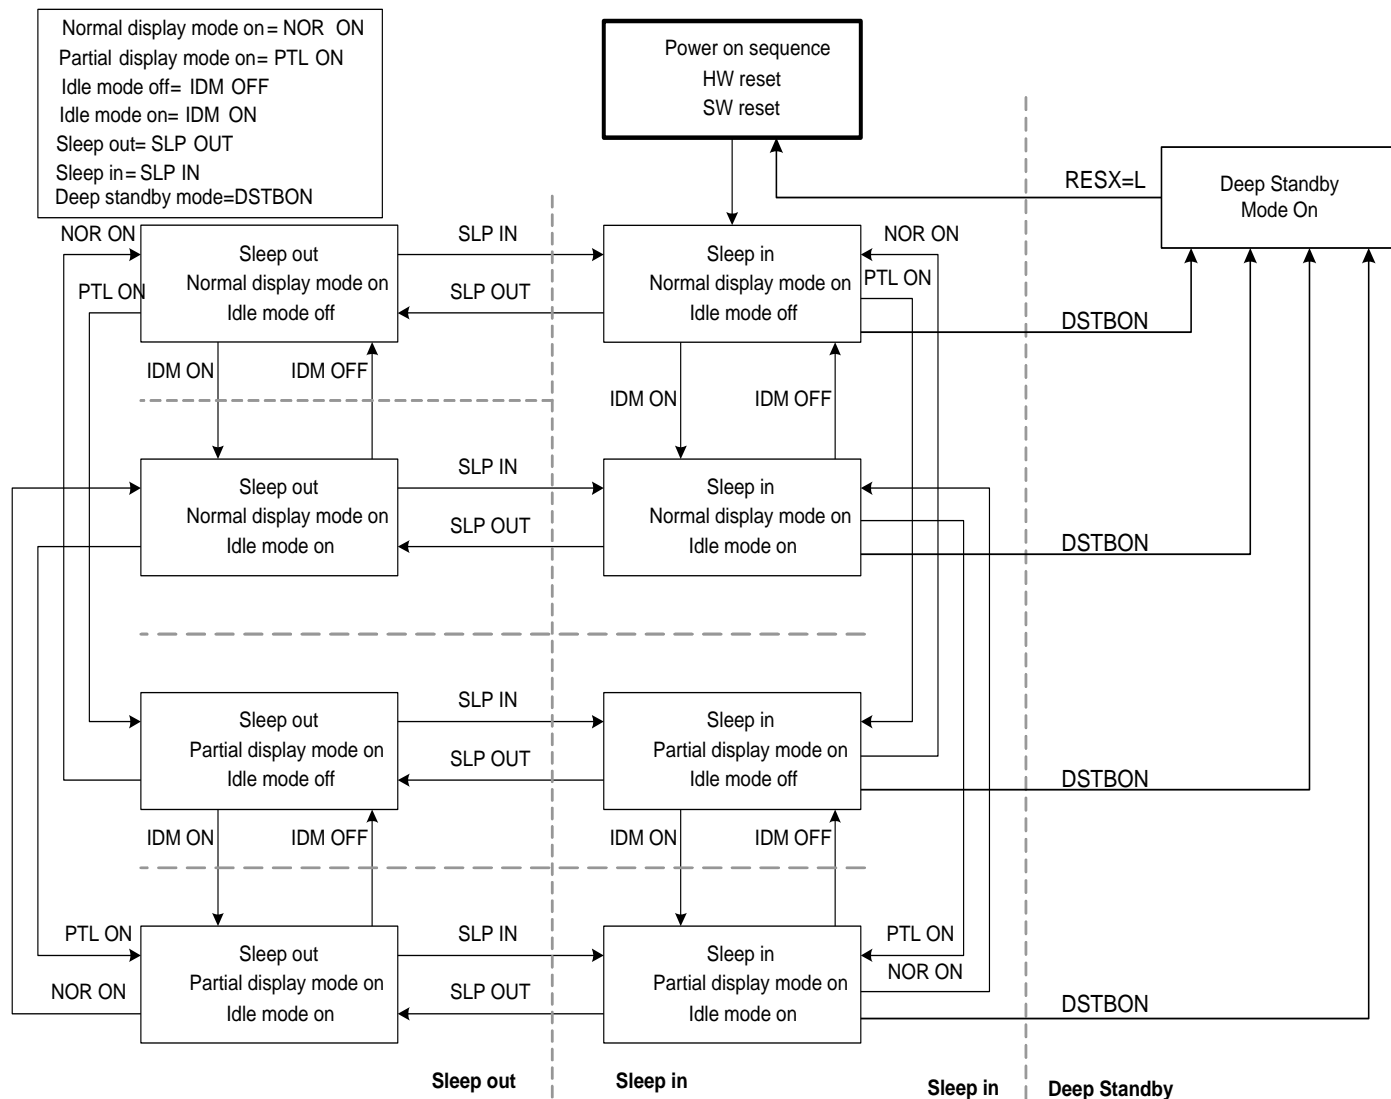 Normal display mode on= NOR ON
Partial display mode on= PTL ON
Idle mode off= IDM OFF
Idle mode on= IDM ON
Sleep out= SLP OUT
Sleep in= SLP IN
Deep standby mode=DSTBON
Power on sequence
HW reset
SW reset
RESX=L
Deep Standby
Mode On
NOR ON
PTL ON
Sleep out
Normal display mode on
Idle mode off
SLP IN
SLP OUT
Sleep in
Normal display mode on
Idle mode off
NOR ON
PTL ON
DSTBON
IDM ON
IDM OFF
IDM ON
IDM OFF
Sleep out
Normal display mode on
Idle mode on
SLP IN
SLP OUT
Sleep in
Normal display mode on
Idle mode on
DSTBON
Sleep out
Partial display mode on
Idle mode off
SLP IN
SLP OUT
Sleep in
Partial display mode on
Idle mode off
DSTBON
IDM ON
IDM OFF
IDM ON
IDM OFF
PTL ON
NOR ON
Sleep out
Partial display mode on
Idle mode on
SLP IN
SLP OUT
Sleep in
Partial display mode on
Idle mode on
PTL ON
NOR ON
DSTBON
Sleep out
Sleep in
Sleep in
Deep Standby